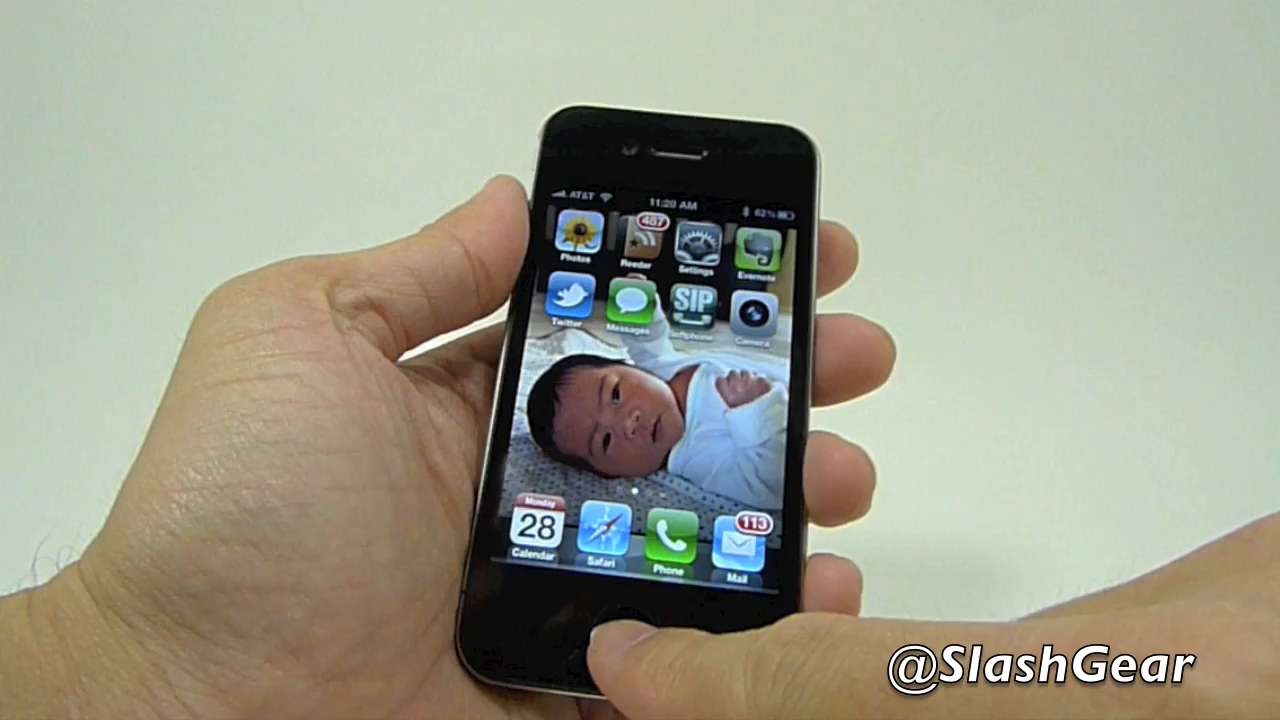 AT&T 11:20 AM 62%
487
Photos Reeder Settings Evernote
SIP
Twitter Messages Softphone Camera
Monday
28 113
Calendar Safari Phone Mail
@SlashGear